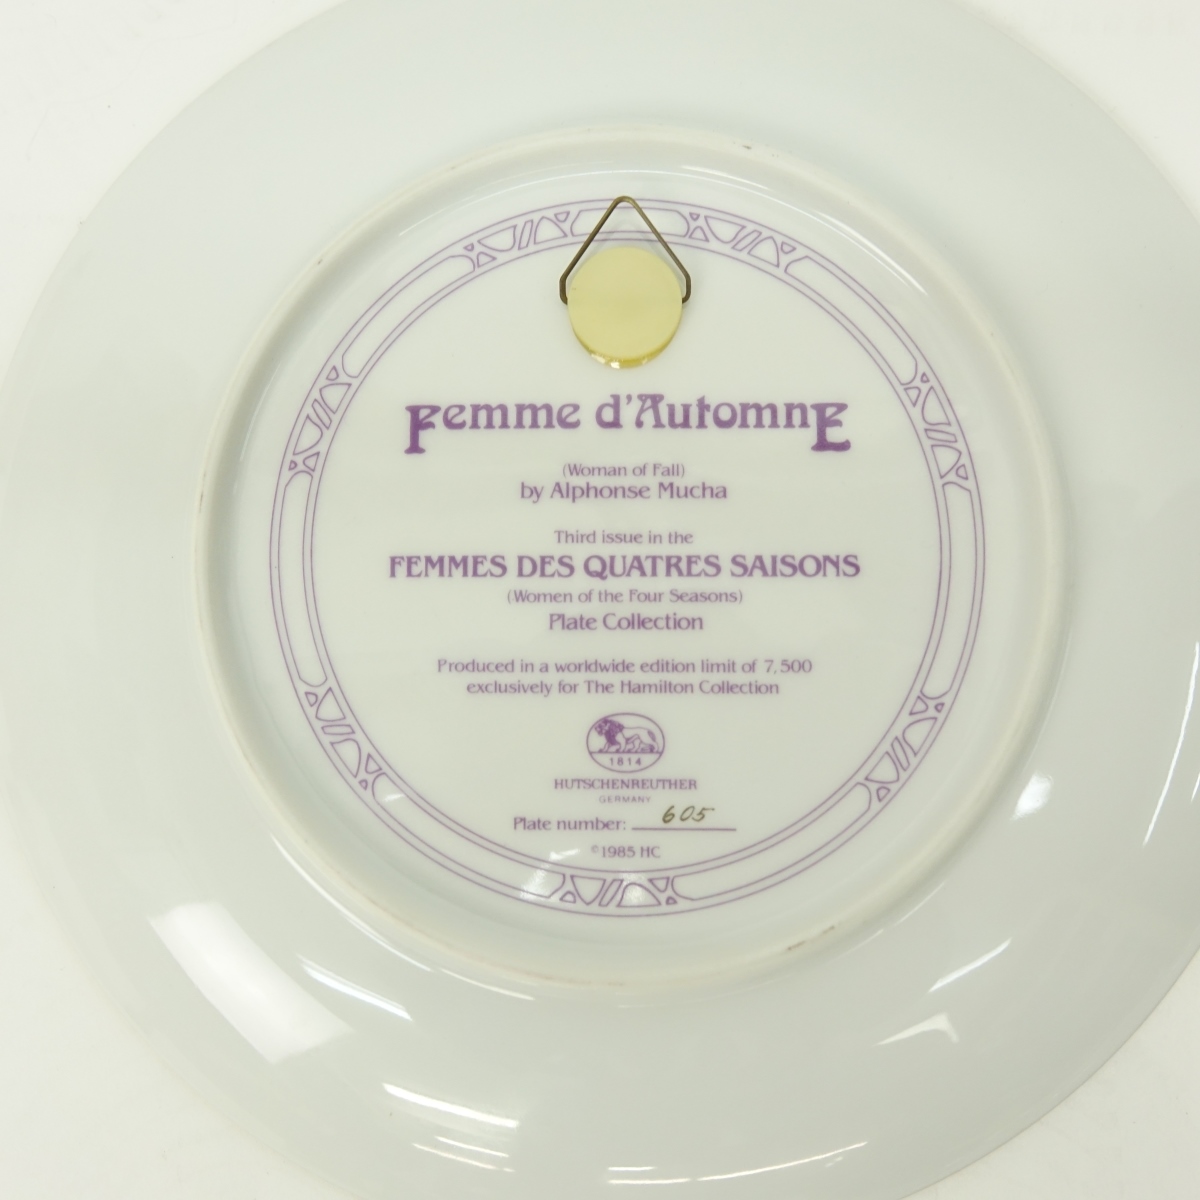 Femme d'Automne
(Woman of Fall)
by Alphonse Mucha
Third issue in the
FEMMES DES QUATRES SAISONS
(Women of the Four Seasons)
Plate Collection
Produced in a worldwide edition limit of 7,500
exclusively for The Hamilton Collection
1814
HUTSCHENREUTHER
GERMANY
Plate number: 605
©1985 HC